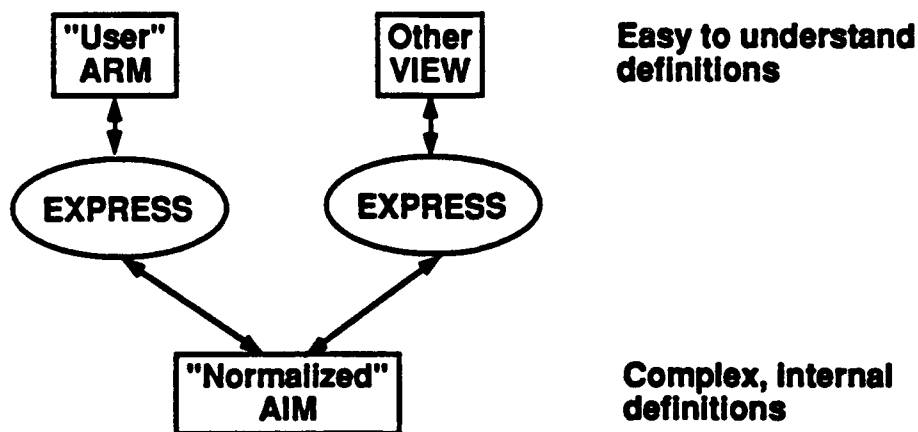 "User"
ARM
Other
VIEW
Easy to understand
definitions
EXPRESS
EXPRESS
"Normalized"
AIM
Complex, internal
definitions